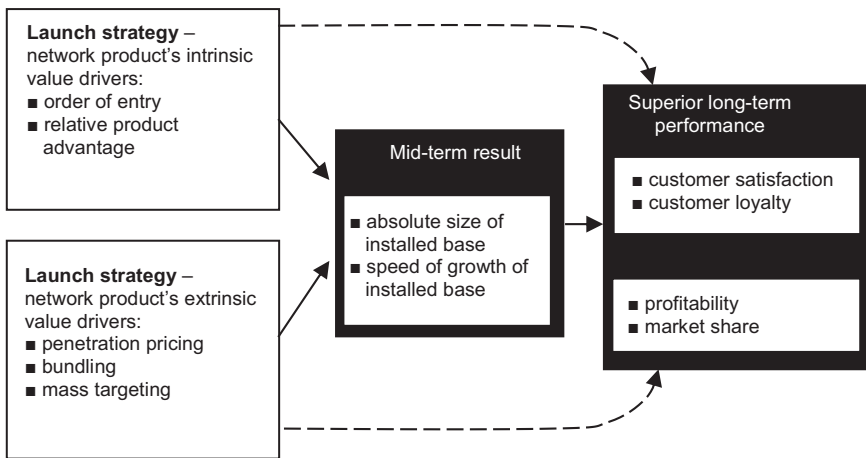 Launch strategy –
network product's intrinsic
value drivers:
■ order of entry
■ relative product
advantage
Launch strategy –
network product's extrinsic
value drivers:
■ penetration pricing
■ bundling
■ mass targeting
Mid-term result
■ absolute size of
installed base
■ speed of growth of
installed base
Superior long-term
performance
■ customer satisfaction
■ customer loyalty
■ profitability
■ market share